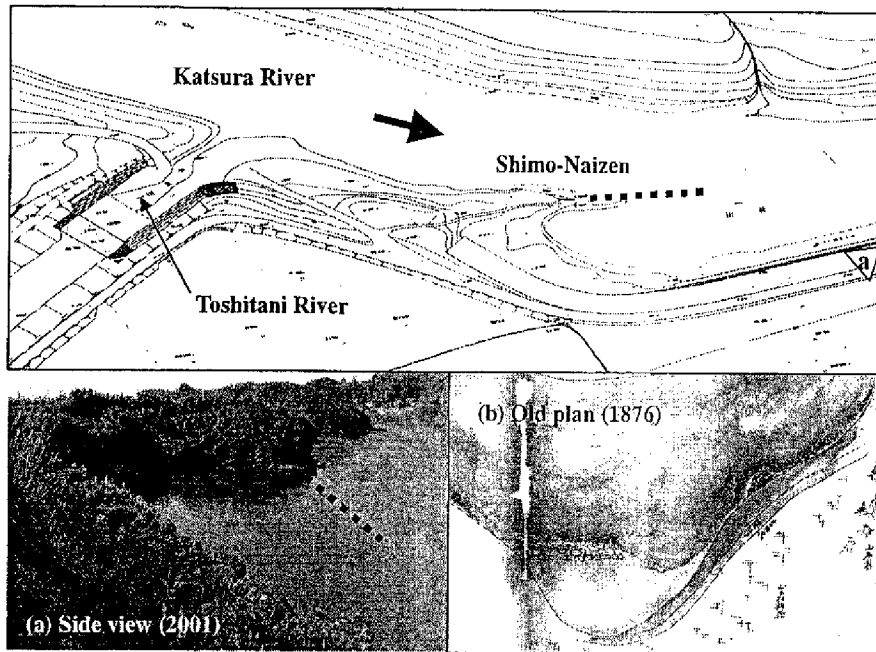 Katsura River
Shimo-Naizen
a
Toshitani River
(b) Old plan (1876)
(a) Side view (2001)